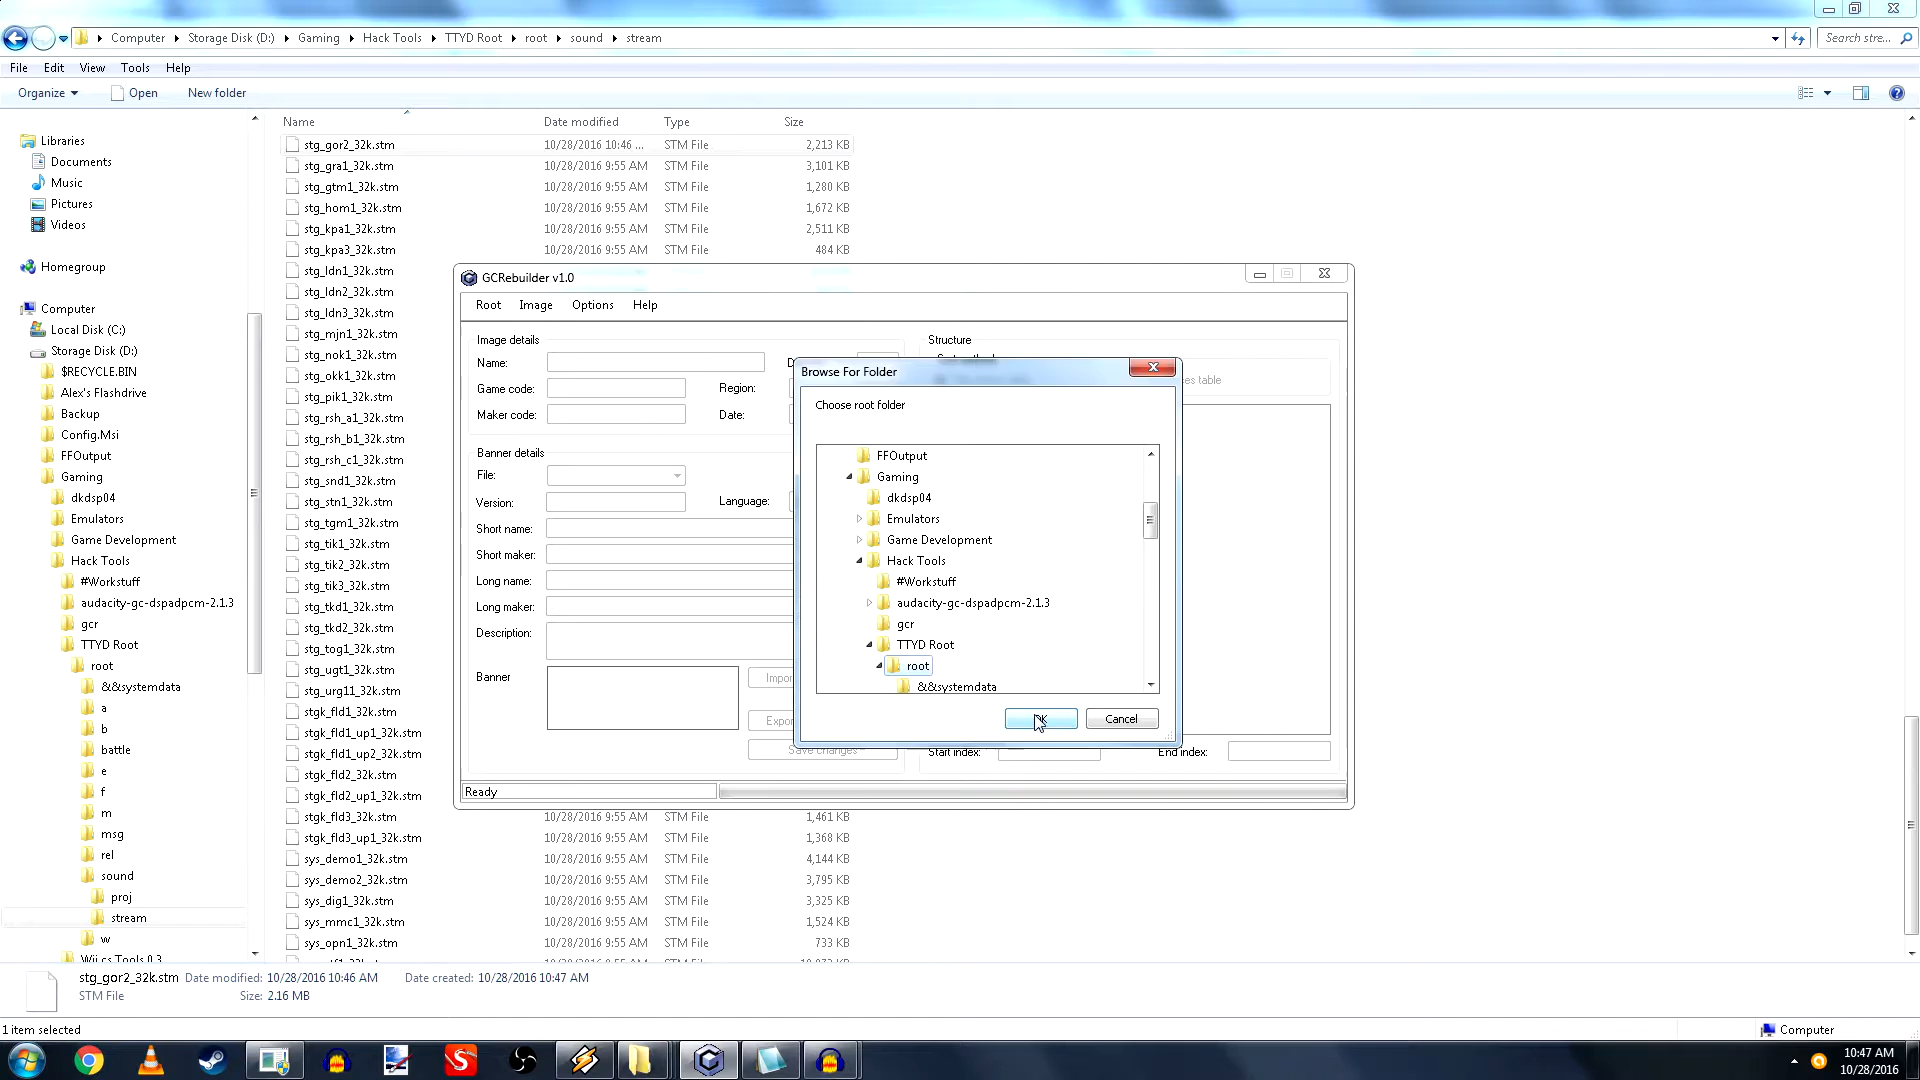 Computer Storage Disk (D:) Gaming Hack Tools TTYD Root root sound stream
Search stre...
File Edit View Tools Help
Organize Open New folder
Libraries
Documents
Music
Pictures
Videos
Homegroup
Computer
Local Disk (C:)
Storage Disk (D:)
$RECYCLE.BIN
Alex's Flashdrive
Backup
Config.Msi
FFOutput
Gaming
dkdsp04
Emulators
Game Development
Hack Tools
#Workstuff
audacity-gc-dspadpcm-2.1.3
gcr
TTYD Root
root
&&systemdata
a
b
battle
e
f
m
msg
rel
sound
proj
stream
w
Wii.cs Tools 0.3
Name Date modified Type Size
stg_gor2_32k.stm 10/28/2016 10:46 ... STM File 2,213 KB
stg_gra1_32k.stm 10/28/2016 9:55 AM STM File 3,101 KB
stg_gtm1_32k.stm 10/28/2016 9:55 AM STM File 1,280 KB
stg_hom1_32k.stm 10/28/2016 9:55 AM STM File 1,672 KB
stg_kpa1_32k.stm 10/28/2016 9:55 AM STM File 2,511 KB
stg_kpa3_32k.stm 10/28/2016 9:55 AM STM File 484 KB
stg_ldn1_32k.stm
stg_ldn2_32k.stm
stg_ldn3_32k.stm
stg_mjn1_32k.stm
stg_nok1_32k.stm
stg_okk1_32k.stm
stg_pik1_32k.stm
stg_rsh_a1_32k.stm
stg_rsh_b1_32k.stm
stg_rsh_c1_32k.stm
stg_snd1_32k.stm
stg_stn1_32k.stm
stg_tgm1_32k.stm
stg_tik1_32k.stm
stg_tik2_32k.stm
stg_tik3_32k.stm
stg_tkd1_32k.stm
stg_tkd2_32k.stm
stg_tog1_32k.stm
stg_ugt1_32k.stm
stg_urg11_32k.stm
stgk_fld1_32k.stm
stgk_fld1_up1_32k.stm
stgk_fld1_up2_32k.stm
stgk_fld2_32k.stm
stgk_fld2_up1_32k.stm
stgk_fld3_32k.stm 10/28/2016 9:55 AM STM File 1,461 KB
stgk_fld3_up1_32k.stm 10/28/2016 9:55 AM STM File 1,368 KB
sys_demo1_32k.stm 10/28/2016 9:55 AM STM File 4,144 KB
sys_demo2_32k.stm 10/28/2016 9:55 AM STM File 3,795 KB
sys_dig1_32k.stm 10/28/2016 9:55 AM STM File 3,325 KB
sys_mmc1_32k.stm 10/28/2016 9:55 AM STM File 1,524 KB
sys_opn1_32k.stm 10/28/2016 9:55 AM STM File 733 KB
GCRebuilder v1.0
Root Image Options Help
Image details
Name:
Game code: Region:
Maker code: Date:
Banner details
File:
Version: Language:
Short name:
Short maker:
Long name:
Long maker:
Description:
Banner
Impor
Expor
Save changes
Structure
ces table
Start index: End index:
Ready
Browse For Folder
Choose root folder
FFOutput
Gaming
dkdsp04
Emulators
Game Development
Hack Tools
#Workstuff
audacity-gc-dspadpcm-2.1.3
gcr
TTYD Root
root
&&systemdata
OK Cancel
stg_gor2_32k.stm Date modified: 10/28/2016 10:46 AM Date created: 10/28/2016 10:47 AM
STM File Size: 2.16 MB
1 item selected
Computer
10:47 AM
10/28/2016